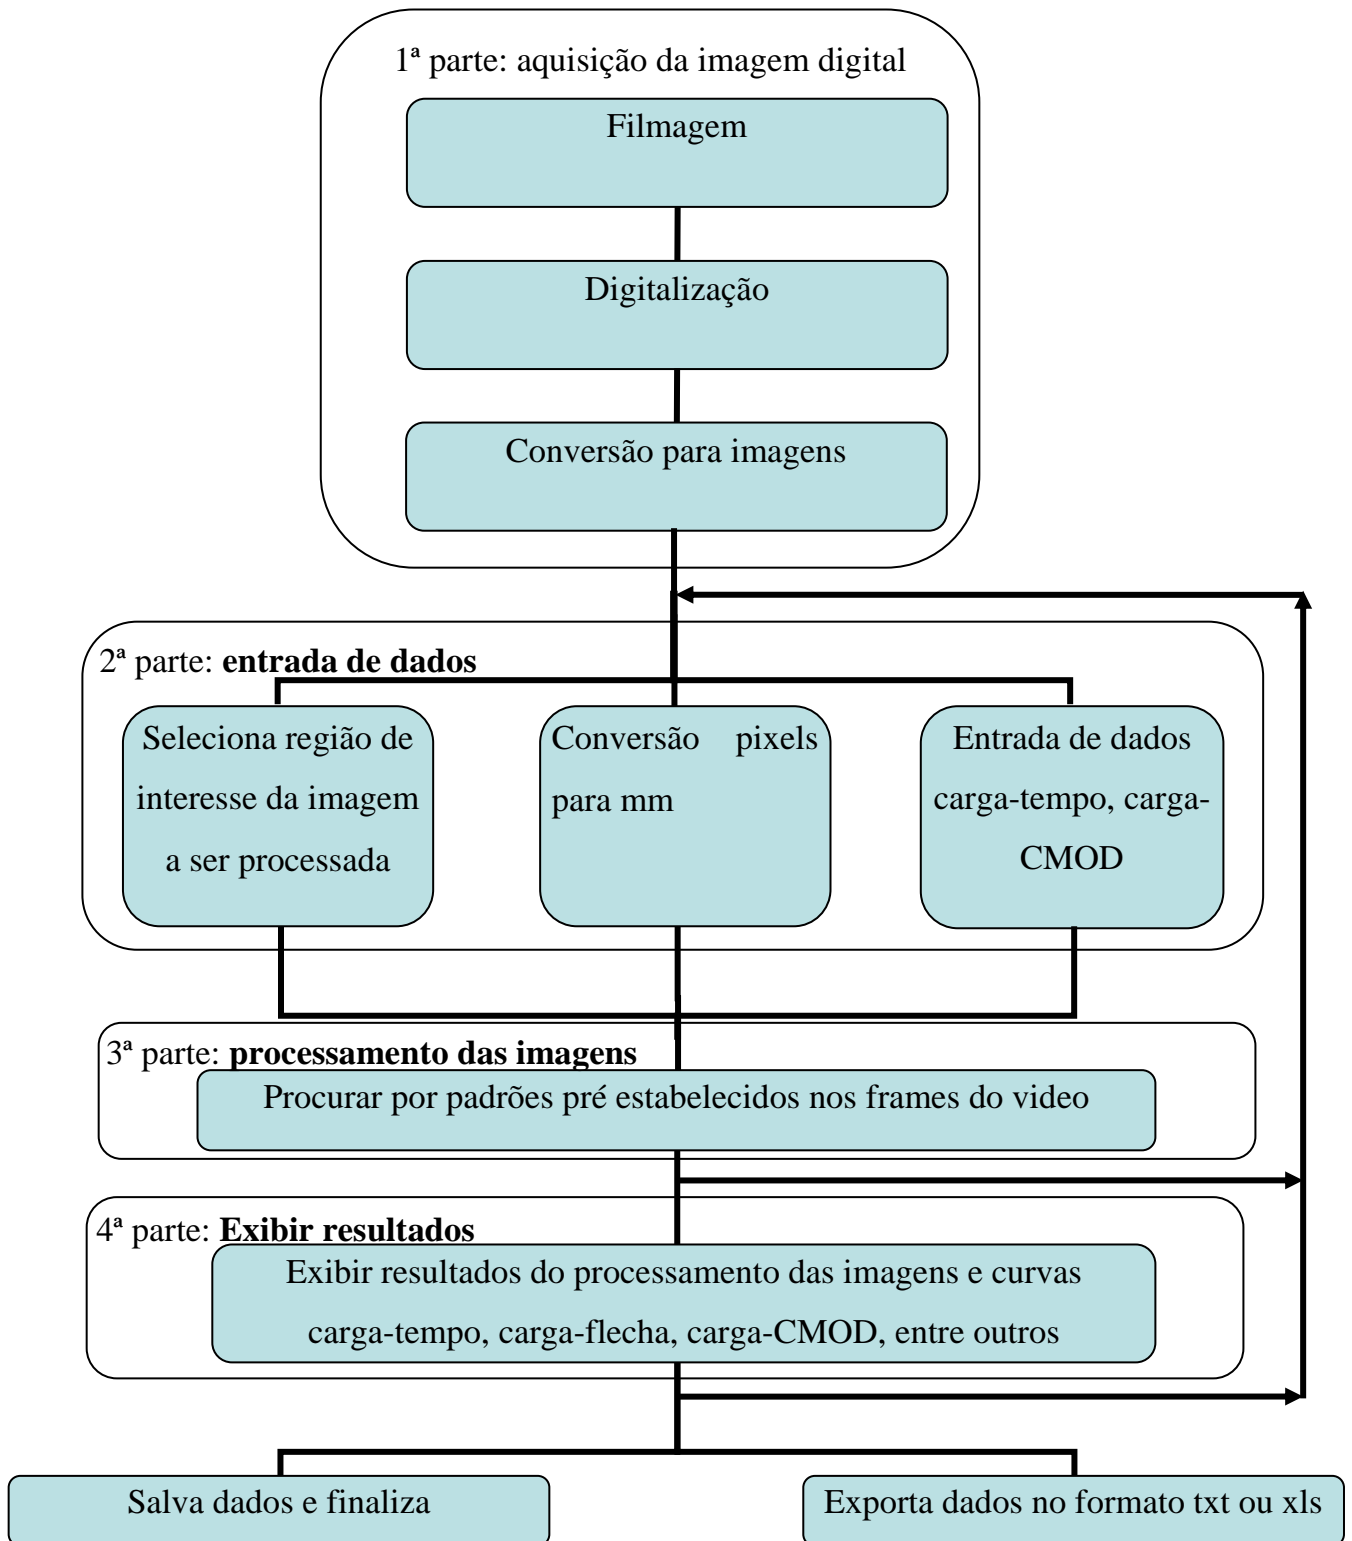 1ª parte: aquisição da imagem digital
Filmagem
Digitalização
Conversão para imagens
2ª parte: entrada de dados
Seleciona região de
interesse da imagem
a ser processada
Conversão pixels
para mm
Entrada de dados
carga-tempo, carga-
CMOD
3ª parte: processamento das imagens
Procurar por padrões pré estabelecidos nos frames do video
4ª parte: Exibir resultados
Exibir resultados do processamento das imagens e curvas
carga-tempo, carga-flecha, carga-CMOD, entre outros
Salva dados e finaliza
Exporta dados no formato txt ou xls